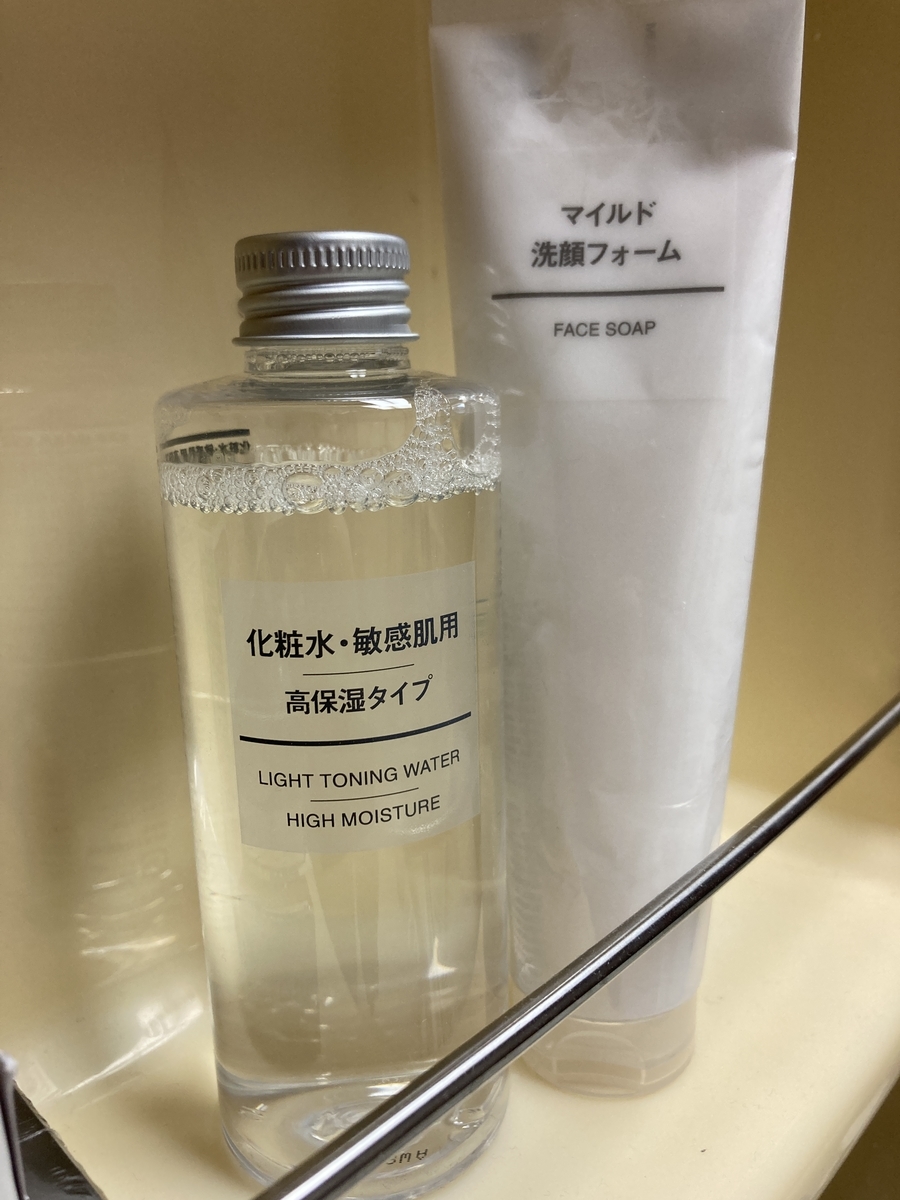 マイルド
洗顔フォーム
FACE SOAP
化粧水・敏感肌用
高保湿タイプ
LIGHT TONING WATER
HIGH MOISTURE